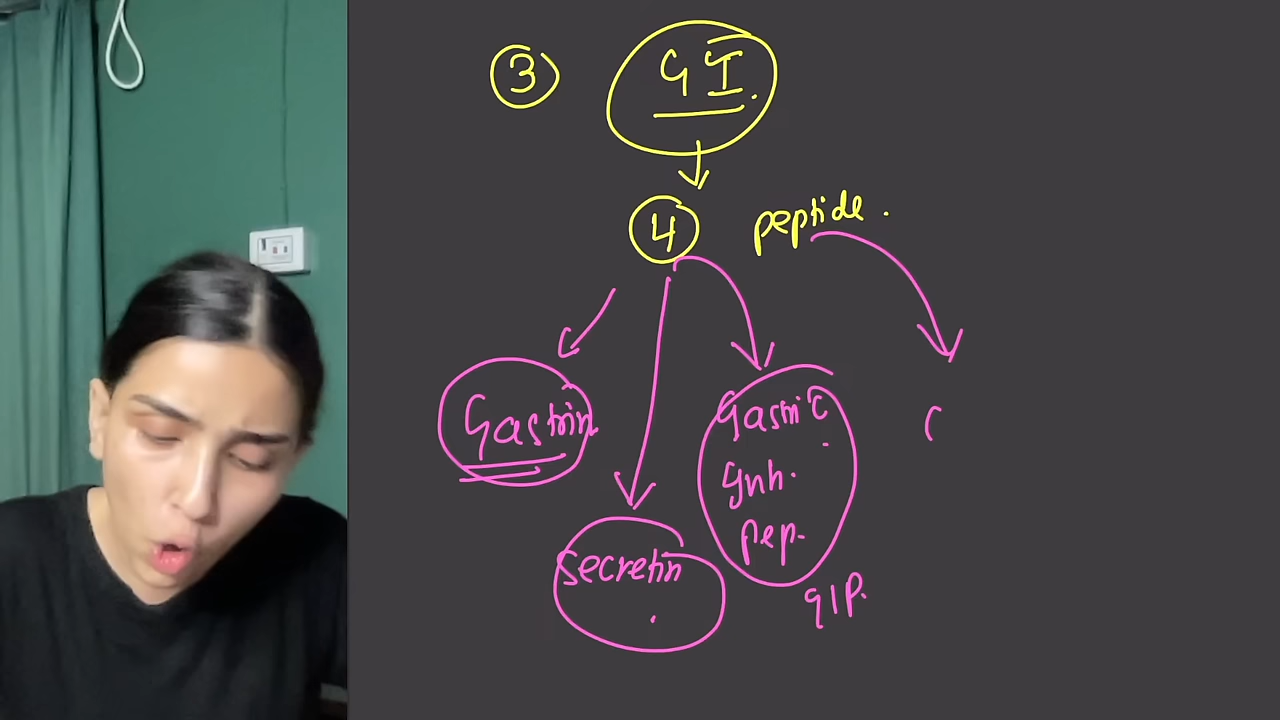 3 GI.
4 peptide.
Gastrin
Gastric
Inh.
Pep.
Secretin
GIP.
C